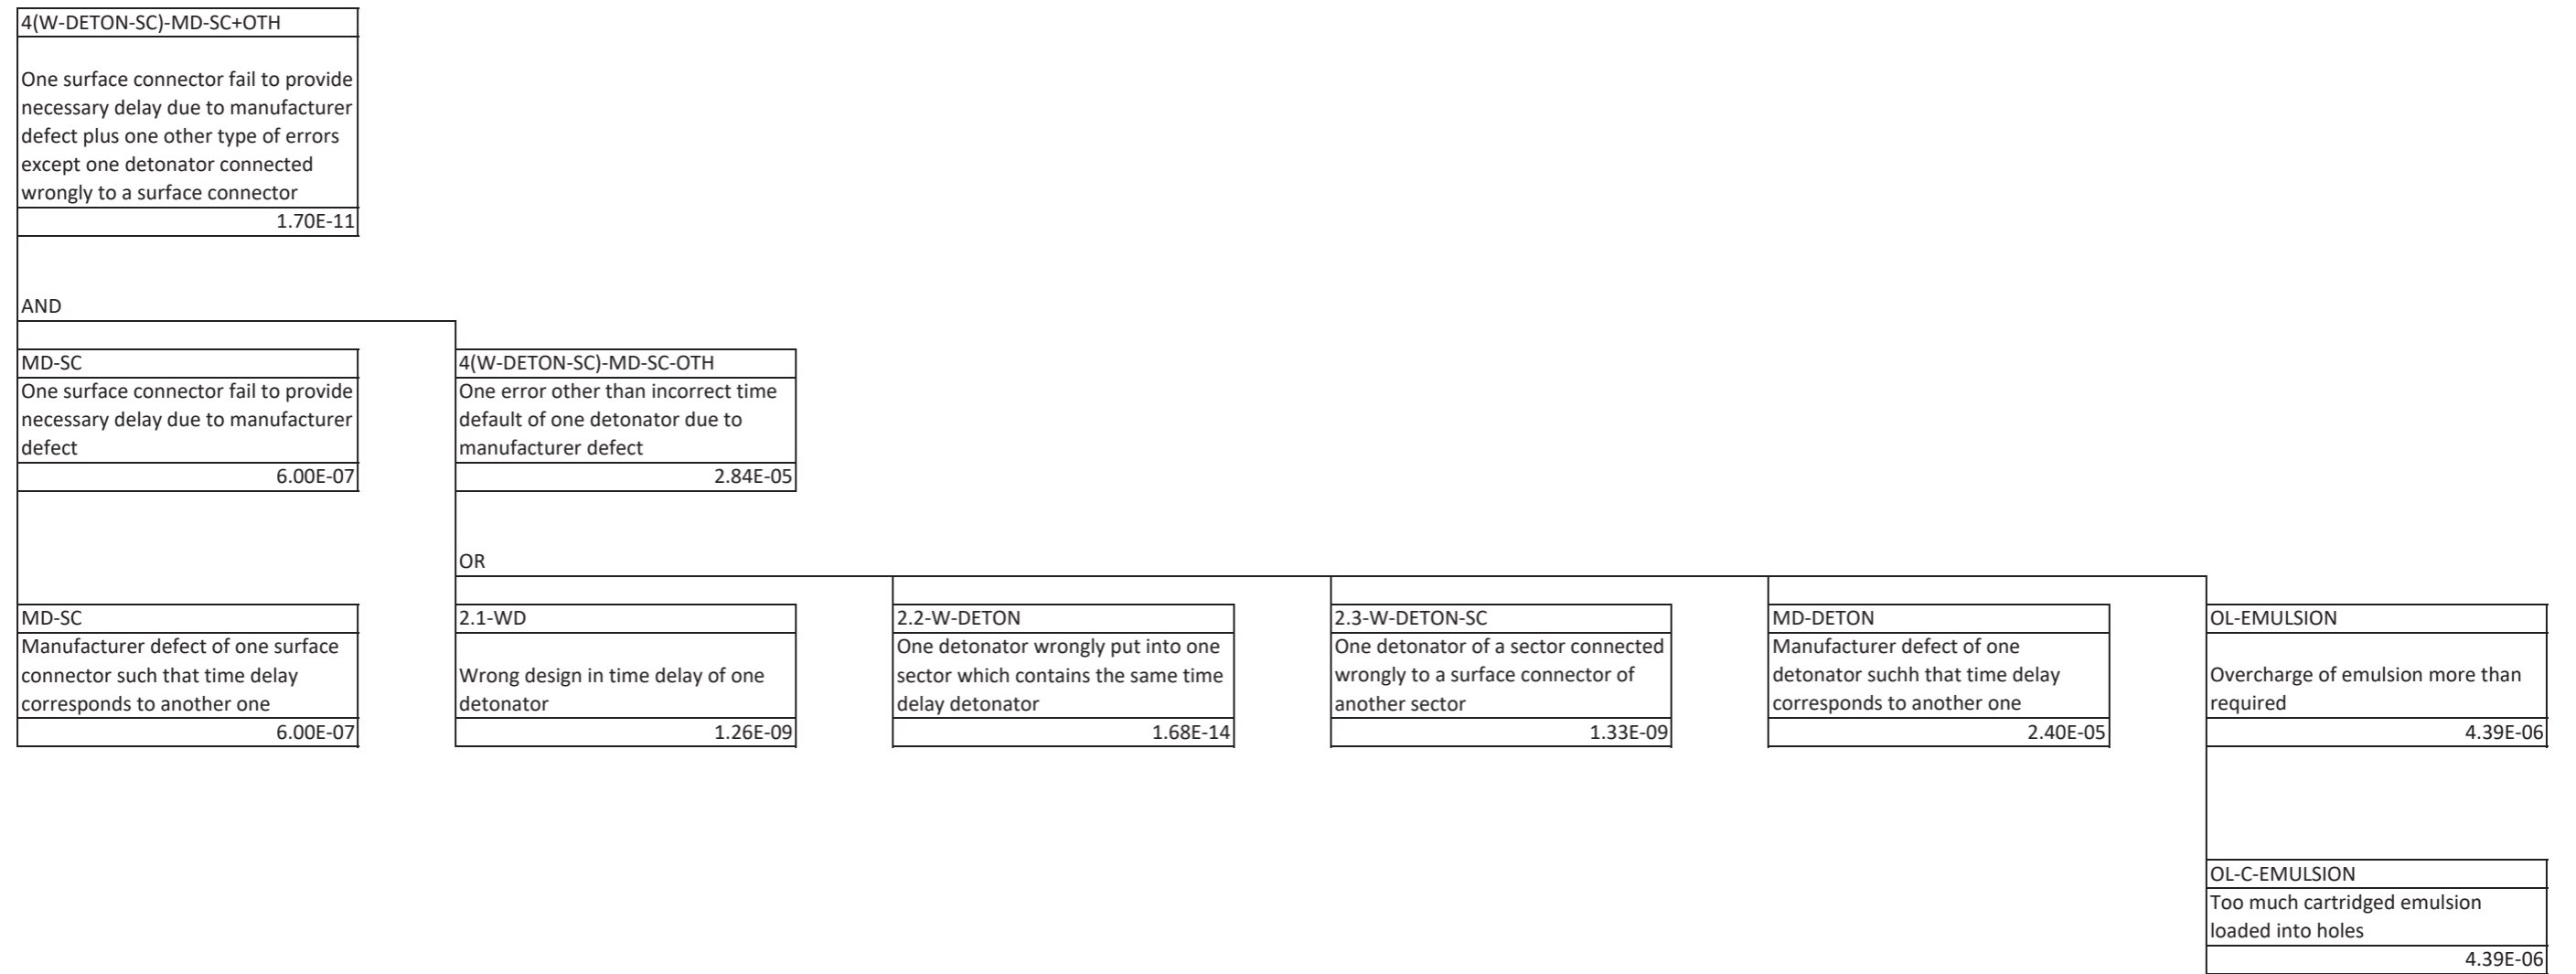 4(W-DETON-SC)-MD-SC+OTH
One surface connector fail to provide
necessary delay due to manufacturer
defect plus one other type of errors
except one detonator connected
wrongly to a surface connector
1.70E-11
AND
MD-SC
One surface connector fail to provide
necessary delay due to manufacturer
defect
6.00E-07
4(W-DETON-SC)-MD-SC-OTH
One error other than incorrect time
default of one detonator due to
manufacturer defect
2.84E-05
OR
MD-SC
Manufacturer defect of one surface
connector such that time delay
corresponds to another one
6.00E-07
2.1-WD
Wrong design in time delay of one
detonator
1.26E-09
2.2-W-DETON
One detonator wrongly put into one
sector which contains the same time
delay detonator
1.68E-14
2.3-W-DETON-SC
One detonator of a sector connected
wrongly to a surface connector of
another sector
1.33E-09
MD-DETON
Manufacturer defect of one
detonator suchh that time delay
corresponds to another one
2.40E-05
OL-EMULSION
Overcharge of emulsion more than
required
4.39E-06
OL-C-EMULSION
Too much cartridged emulsion
loaded into holes
4.39E-06